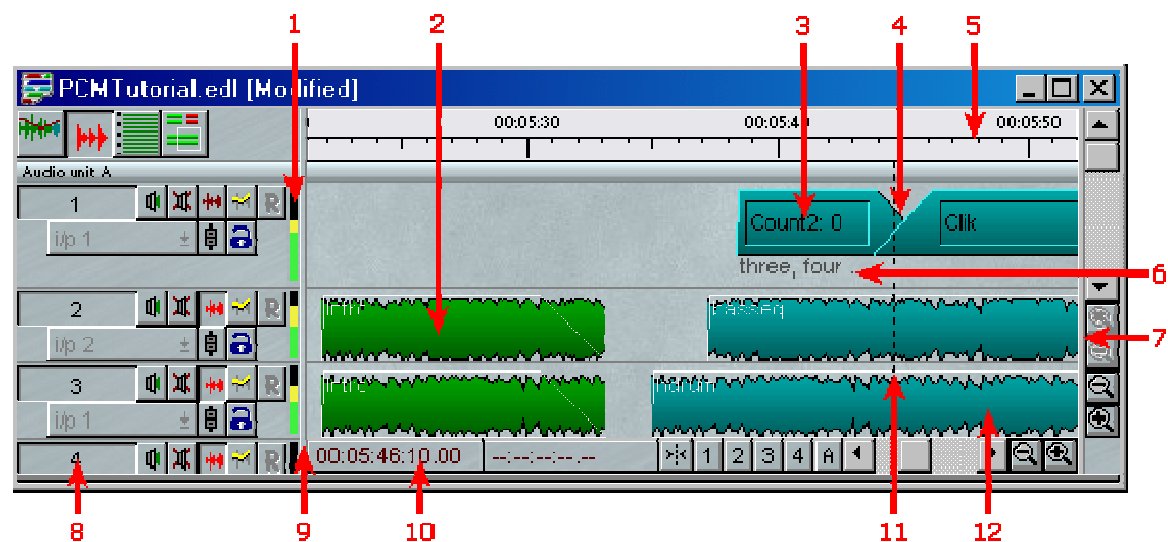 1 2 3 4 5
PCMTutorial.edl [Modified]
00:05:30 00:05:4 00:05:50
Audio unit A
1 R
Count2: 0 Clik
i/p 1
three, four ... 6
2 R
i/p 2 7
3 R
i/p 1
4 R 00:05:46:10.00 --:--:--:--.-- 1 2 3 4 A
8 9 10 11 12